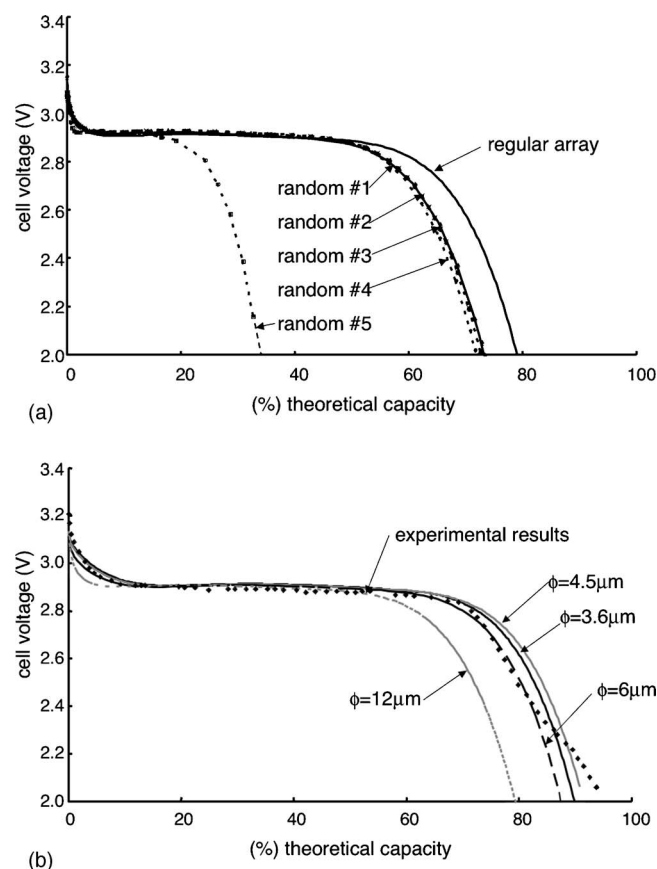 3.4
3.2
3.0
2.8
2.6
2.4
2.2
2.0
cell voltage (V)
regular array
random #1
random #2
random #3
random #4
random #5
0 20 40 60 80 100
(%) theoretical capacity
(a)
3.4
3.2
3.0
2.8
2.6
2.4
2.2
2.0
cell voltage (V)
experimental results
ϕ=4.5μm
ϕ=3.6μm
ϕ=6μm
ϕ=12μm
0 20 40 60 80 100
(%) theoretical capacity
(b)